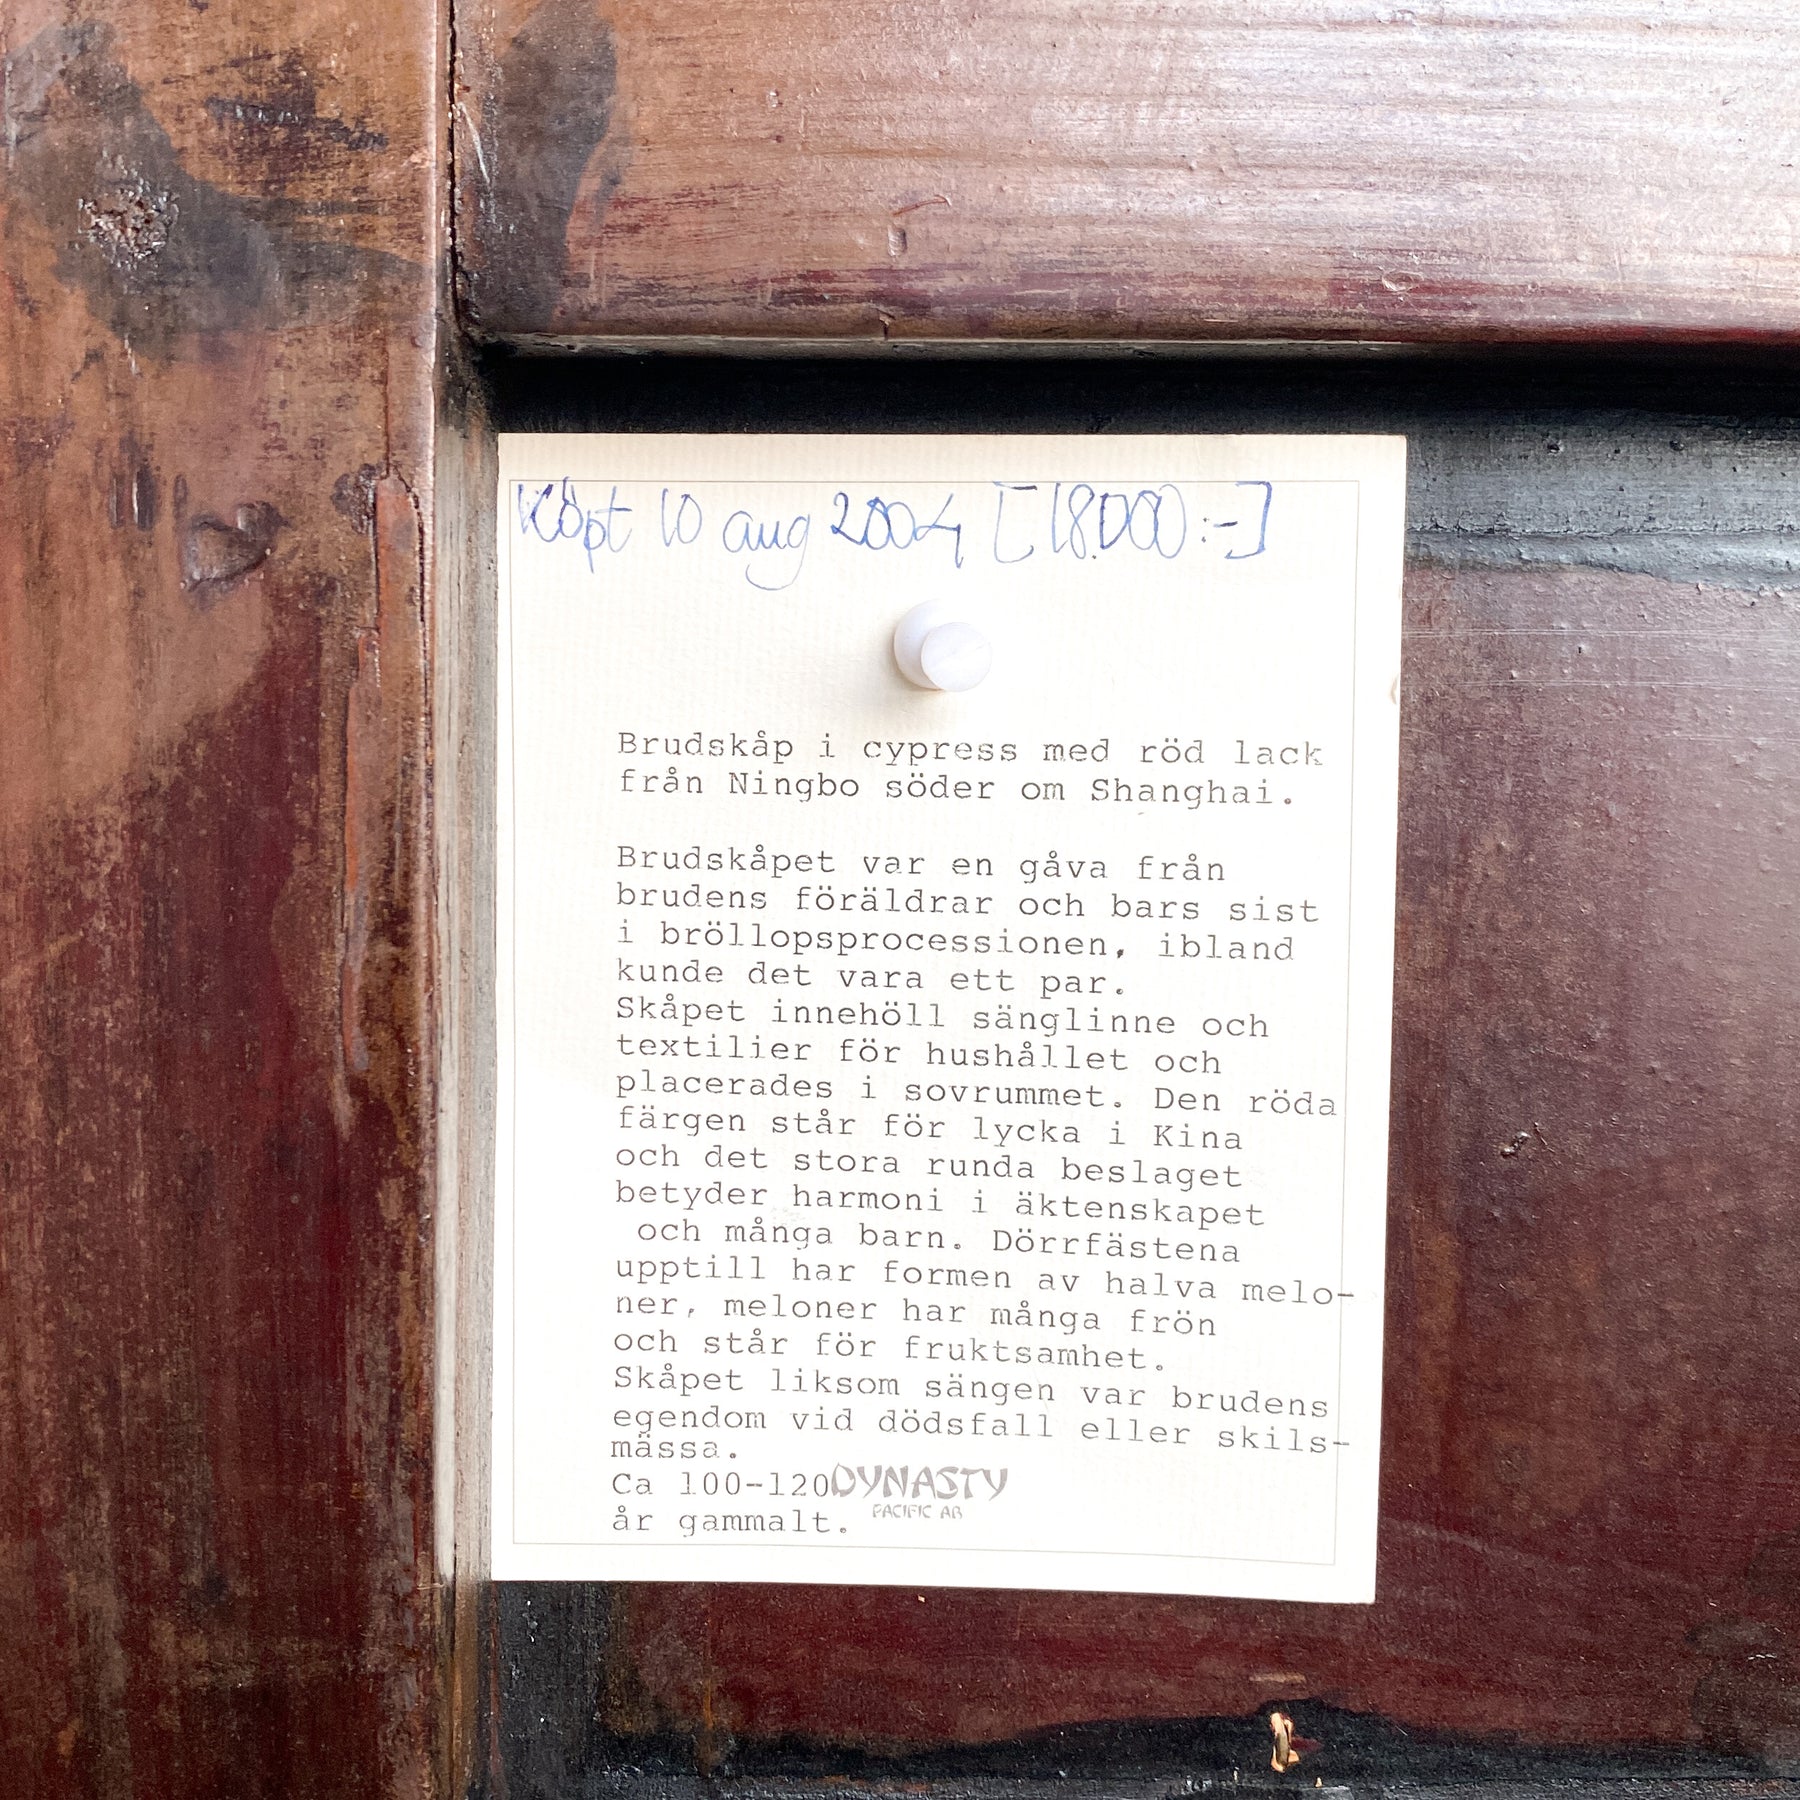 Köpt 10 aug 2004 [18.000:-]
Brudskåp i cypress med röd lack
från Ningbo söder om Shanghai.
Brudskåpet var en gåva från
brudens föräldrar och bars sist
i bröllopsprocessionen, ibland
kunde det vara ett par.
Skåpet innehöll sänglinne och
textilier för hushållet och
placerades i sovrummet. Den röda
färgen står för lycka i Kina
och det stora runda beslaget
betyder harmoni i äktenskapet
och många barn. Dörrfästena
upptill har formen av halva melo-
ner, meloner har många frön
och står för fruktsamhet.
Skåpet liksom sängen var brudens
egendom vid dödsfall eller skils-
mässa.
Ca 100-120 DYNASTY
PACIFIC AB
år gammalt.